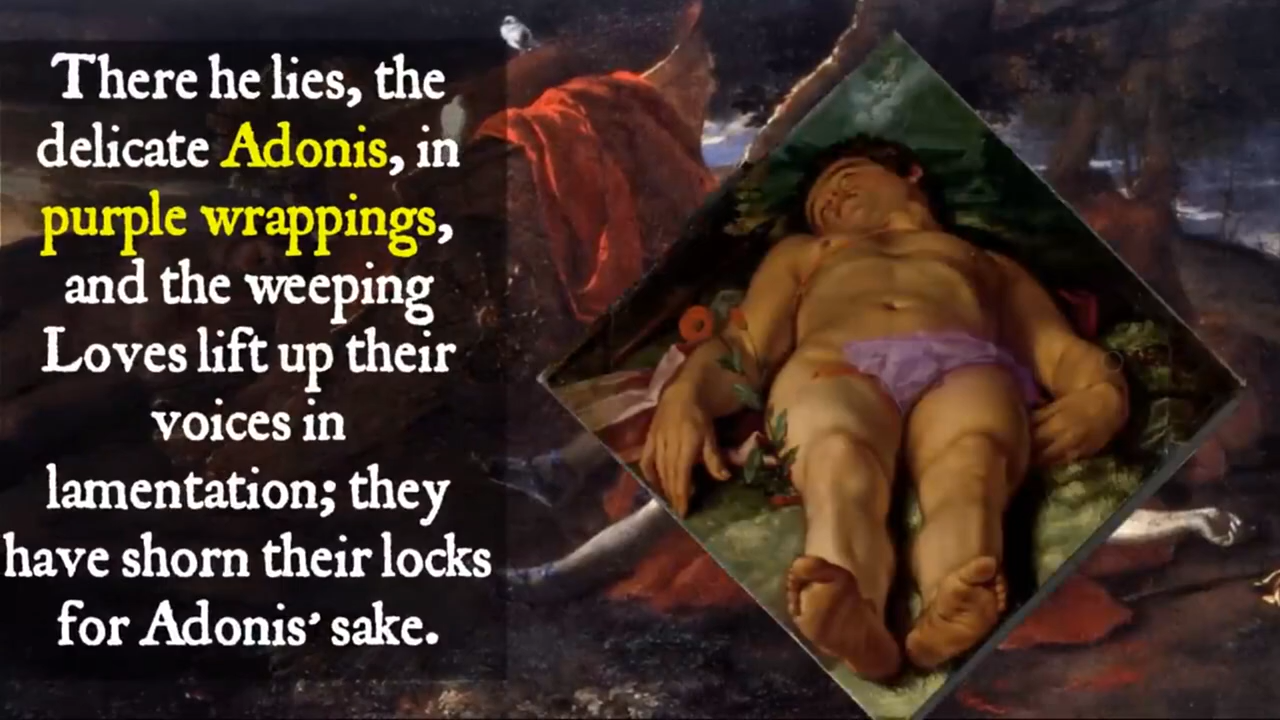 There he lies, the
delicate Adonis, in
purple wrappings,
and the weeping
Loves lift up their
voices in
lamentation; they
have shorn their locks
for Adonis’ sake.